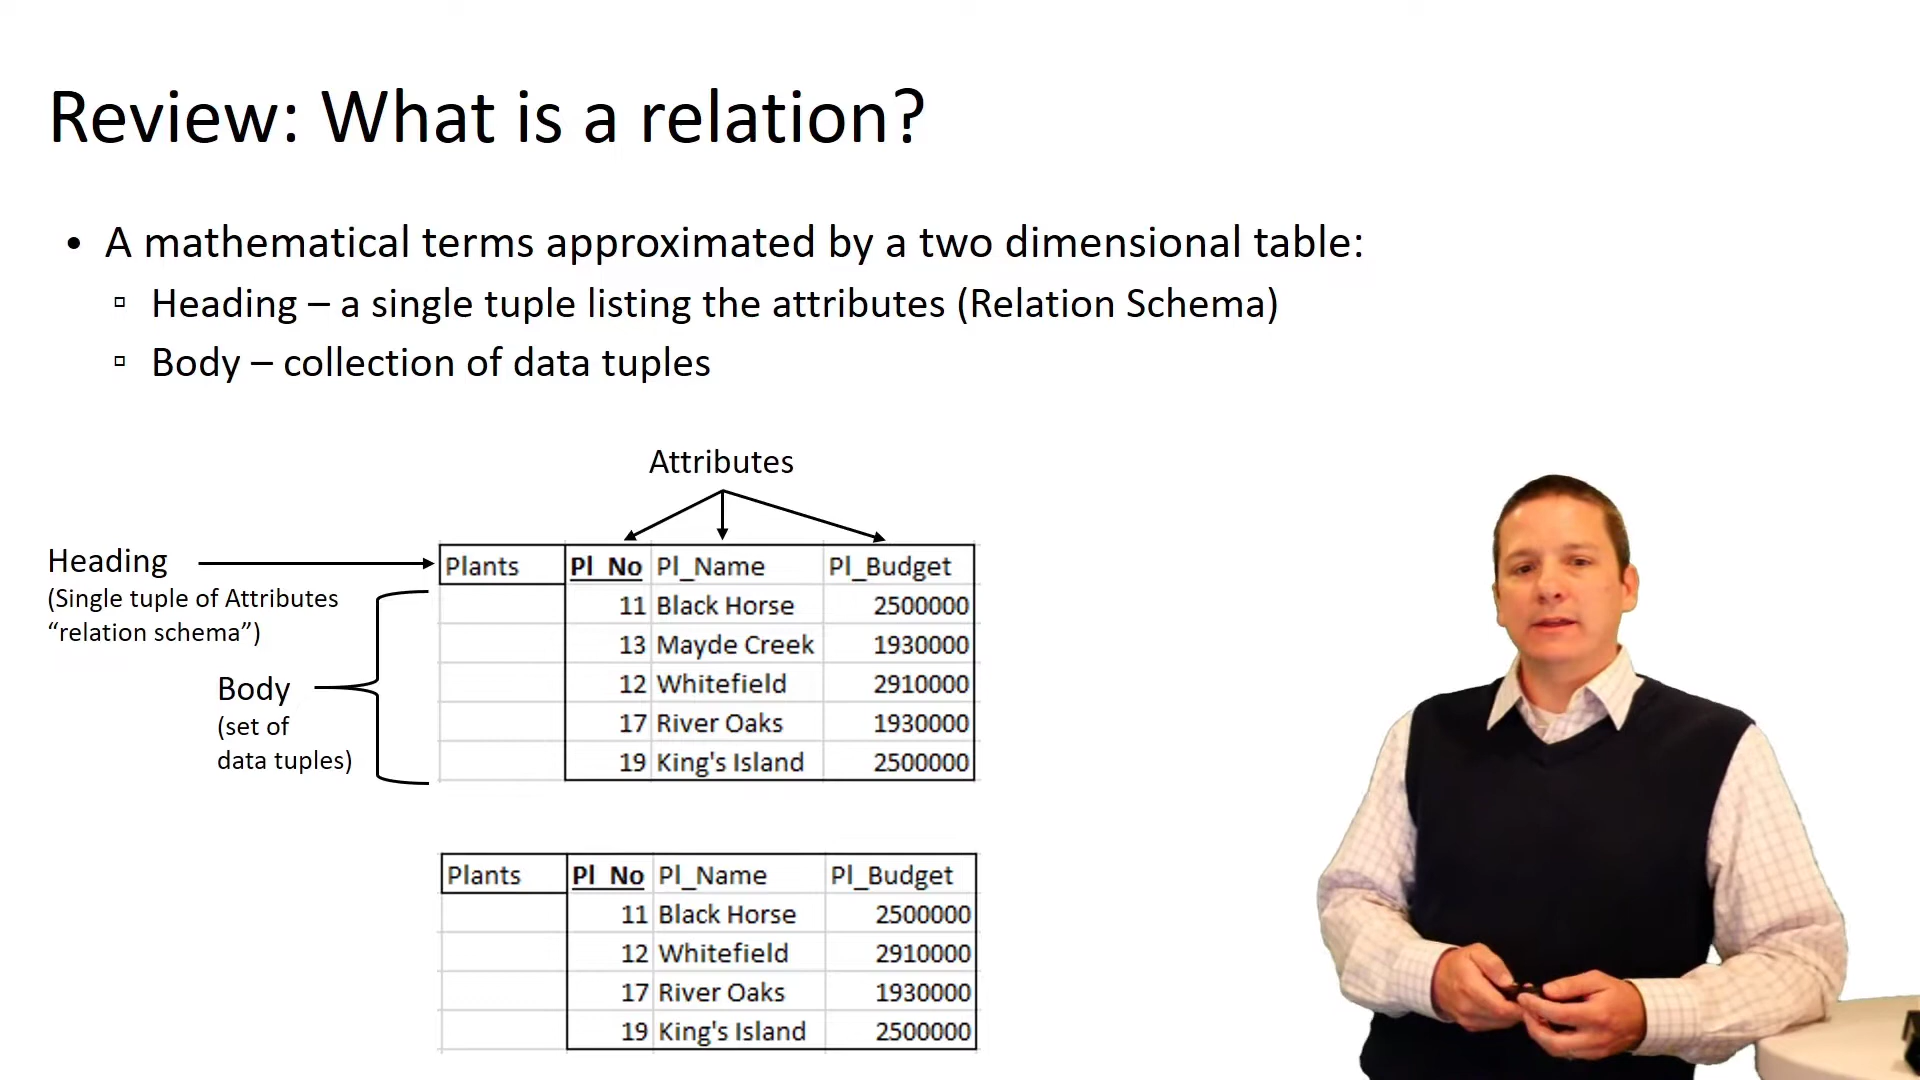 Review: What is a relation?
• A mathematical terms approximated by a two dimensional table:
▫ Heading – a single tuple listing the attributes (Relation Schema)
▫ Body – collection of data tuples
Attributes
Heading
(Single tuple of Attributes
“relation schema”)
Body
(set of
data tuples)
Plants Pl_No Pl_Name Pl_Budget
11 Black Horse 2500000
13 Mayde Creek 1930000
12 Whitefield 2910000
17 River Oaks 1930000
19 King's Island 2500000
Plants Pl_No Pl_Name Pl_Budget
11 Black Horse 2500000
12 Whitefield 2910000
17 River Oaks 1930000
19 King's Island 2500000